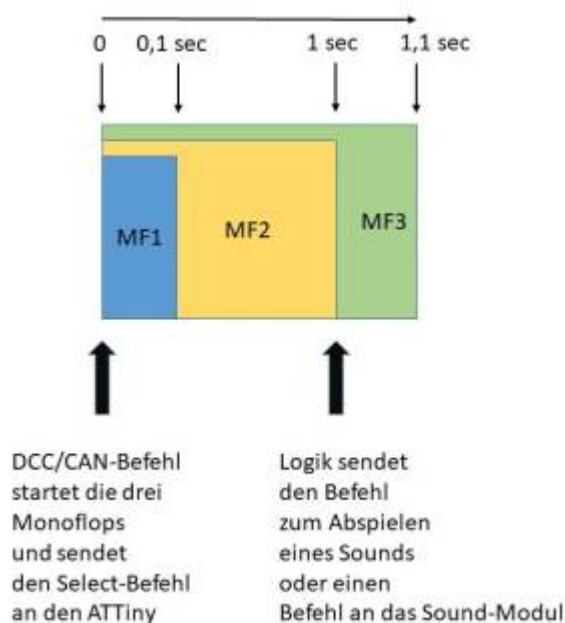 0 0,1 sec 1 sec 1,1 sec
MF1 MF2 MF3
DCC/CAN-Befehl
startet die drei
Monoflops
und sendet
den Select-Befehl
an den ATTiny
Logik sendet
den Befehl
zum Abspielen
eines Sounds
oder einen
Befehl an das Sound-Modul